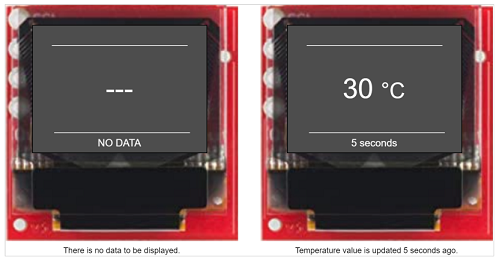 ---
NO DATA
There is no data to be displayed.
30 °C
5 seconds
Temperature value is updated 5 seconds ago.